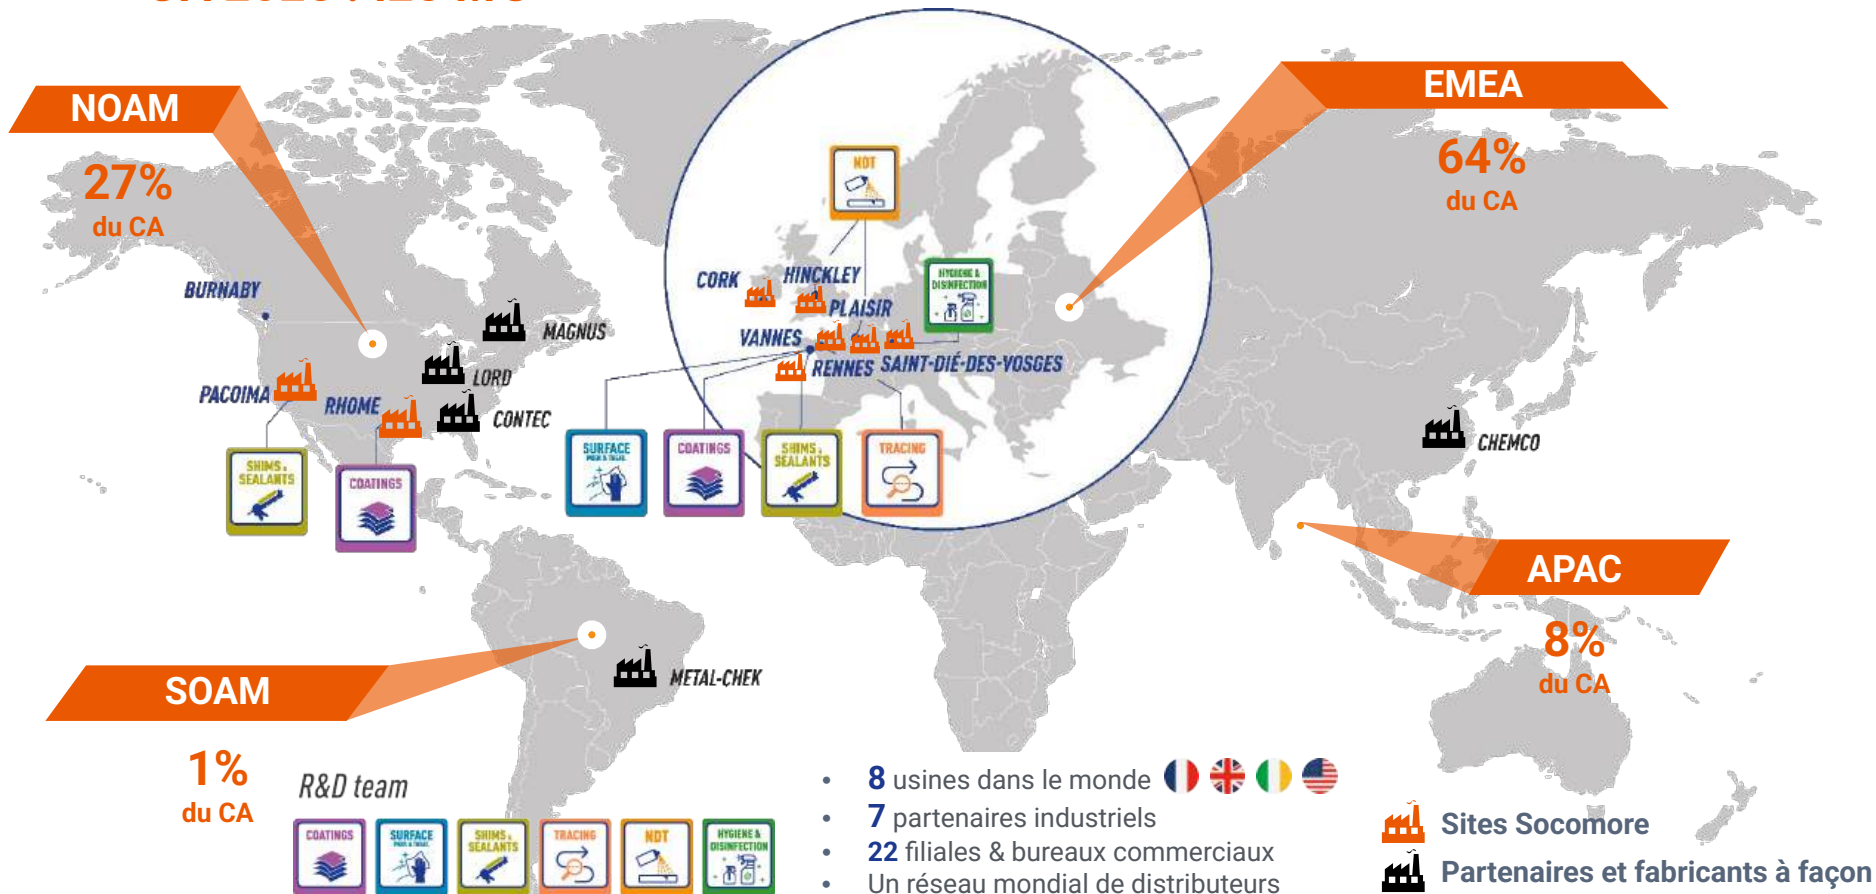 NOAM
27%
du CA
EMEA
64%
du CA
NDT
HYGIENE &
DISINFECTION
CORK
HINCKLEY
PLAISIR
VANNES
RENNES
SAINT-DIÉ-DES-VOSGES
BURNABY
MAGNUS
LORD
PACOIMA
RHOME
CONTEC
CHEMCO
SHIMS &
SEALANTS
COATINGS
SURFACE
COATINGS
SHIMS &
SEALANTS
TRACING
APAC
8%
du CA
SOAM
1%
du CA
METAL-CHEK
R&D team
COATINGS
SURFACE
SHIMS &
SEALANTS
TRACING
NDT
HYGIENE &
DISINFECTION
• 8 usines dans le monde
• 7 partenaires industriels
• 22 filiales & bureaux commerciaux
• Un réseau mondial de distributeurs
Sites Socomore
Partenaires et fabricants à façon